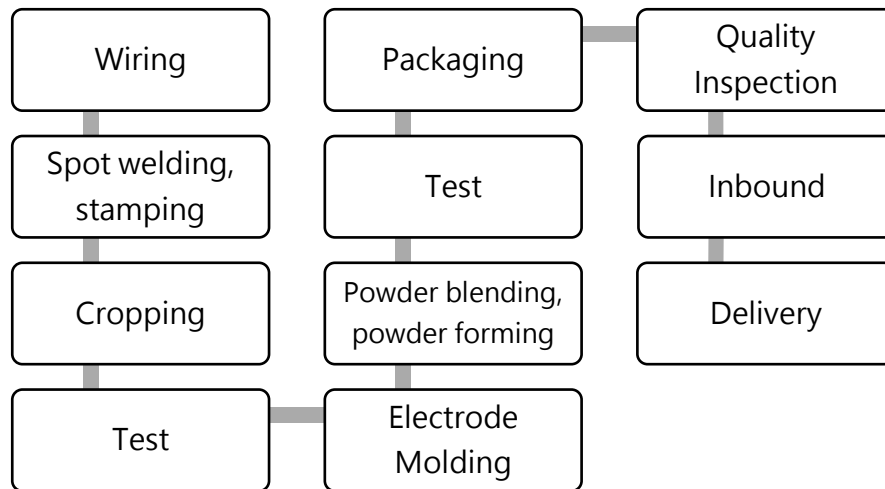 Wiring
Spot welding,
stamping
Cropping
Test
Electrode
Molding
Powder blending,
powder forming
Test
Packaging
Quality
Inspection
Inbound
Delivery